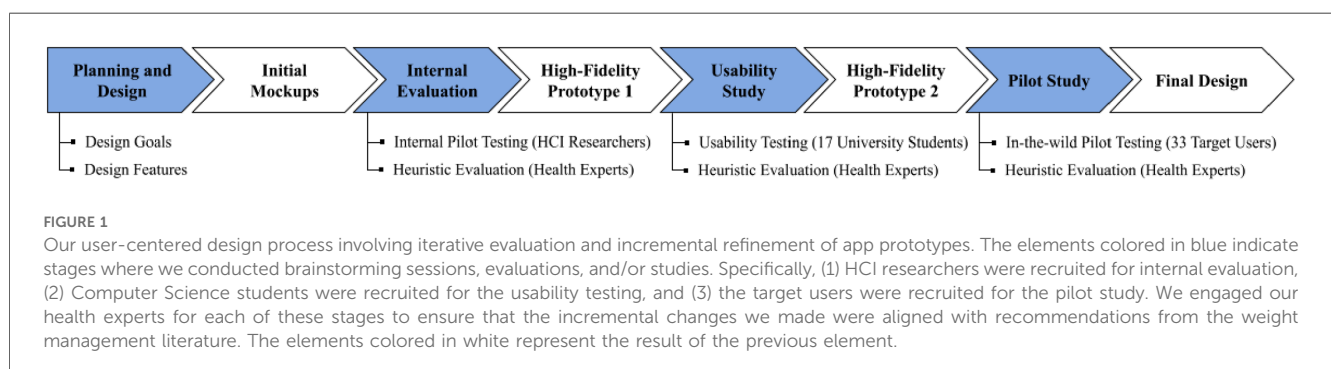 Planning and
Design
Initial
Mockups
Internal
Evaluation
High-Fidelity
Prototype 1
Usability
Study
High-Fidelity
Prototype 2
Pilot Study
Final Design
Design Goals
Design Features
Internal Pilot Testing (HCI Researchers)
Heuristic Evaluation (Health Experts)
Usability Testing (17 University Students)
Heuristic Evaluation (Health Experts)
In-the-wild Pilot Testing (33 Target Users)
Heuristic Evaluation (Health Experts)
FIGURE 1
Our user-centered design process involving iterative evaluation and incremental refinement of app prototypes. The elements colored in blue indicate
stages where we conducted brainstorming sessions, evaluations, and/or studies. Specifically, (1) HCI researchers were recruited for internal evaluation,
(2) Computer Science students were recruited for the usability testing, and (3) the target users were recruited for the pilot study. We engaged our
health experts for each of these stages to ensure that the incremental changes we made were aligned with recommendations from the weight
management literature. The elements colored in white represent the result of the previous element.